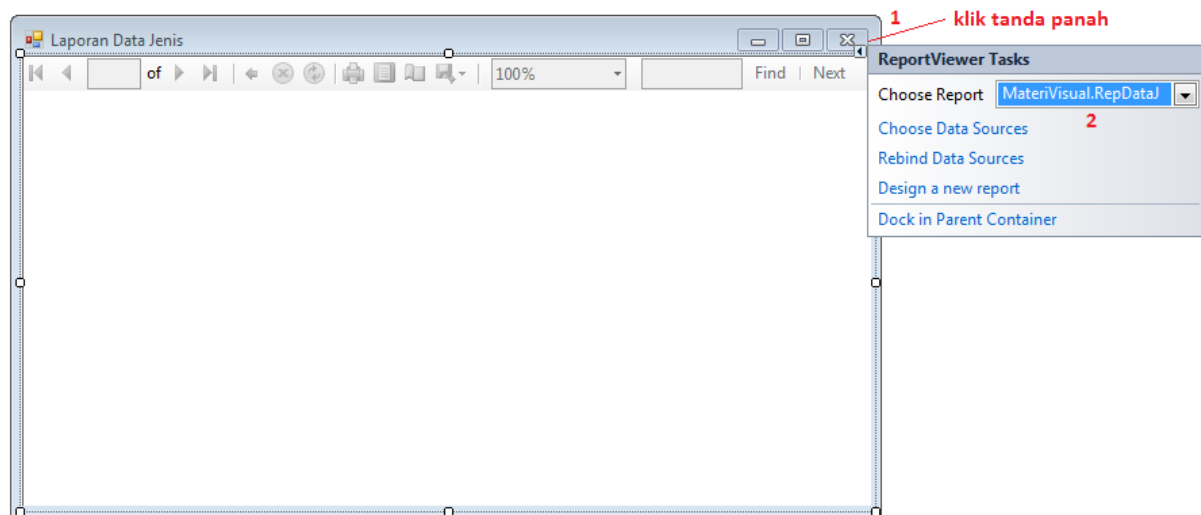 1
klik tanda panah
Laporan Data Jenis
of
100%
Find | Next
ReportViewer Tasks
Choose Report MateriVisual.RepDataJ
2
Choose Data Sources
Rebind Data Sources
Design a new report
Dock in Parent Container